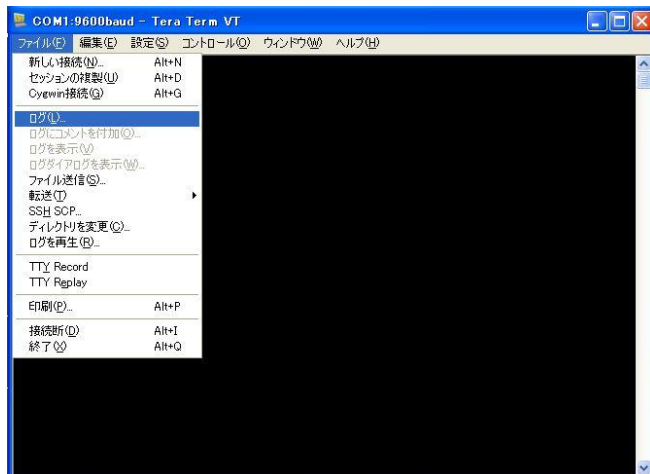 COM1:9600baud - Tera Term VT
ファイル(F) 編集(E) 設定(S) コントロール(O) ウィンドウ(W) ヘルプ(H)
新しい接続(N)... Alt+N
セッションの複製(U) Alt+D
Cygwin接続(G) Alt+G
ログ(L)...
ログにコメントを付加(O)...
ログを表示(V)
ログダイアログを表示(W)...
ファイル送信(S)...
転送(T)
SSH SCP...
ディレクトリを変更(C)...
ログを再生(R)...
TTY Record
TTY Replay
印刷(P)... Alt+P
接続断(D) Alt+I
終了(X) Alt+Q